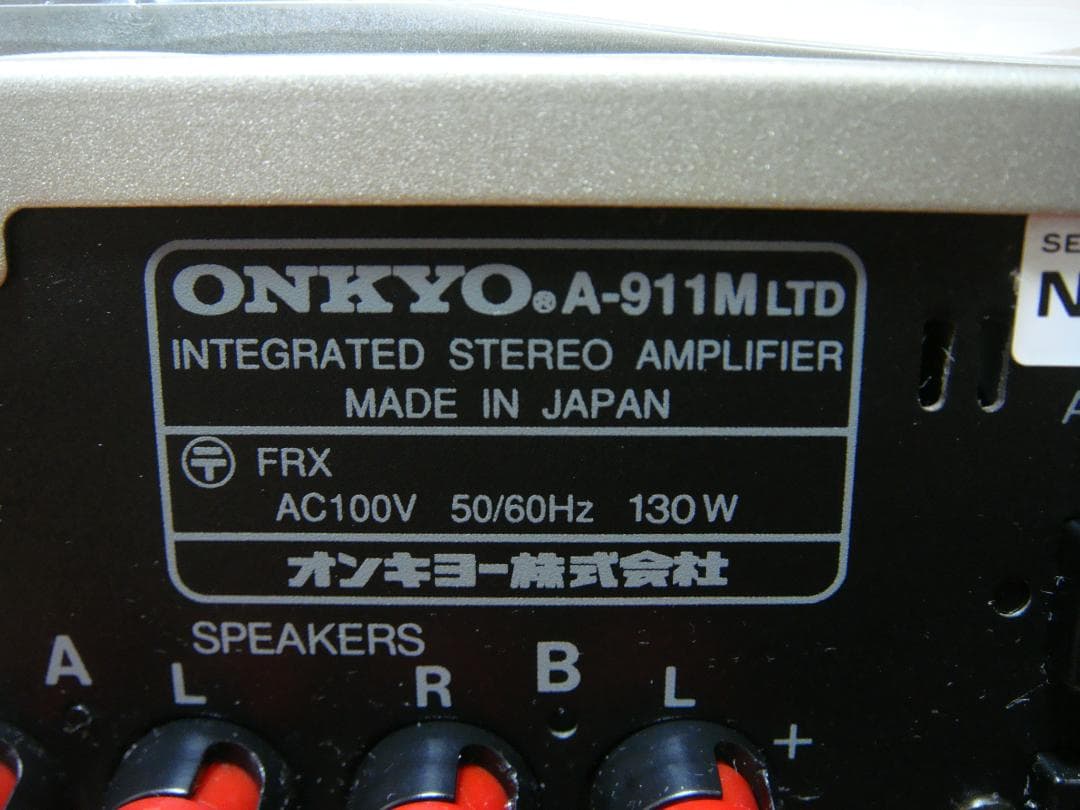 ONKYO® A-911M LTD
INTEGRATED STEREO AMPLIFIER
MADE IN JAPAN
〒 FRX
AC100V 50/60Hz 130W
オンキヨー株式会社
SPEAKERS
A L R B L
+